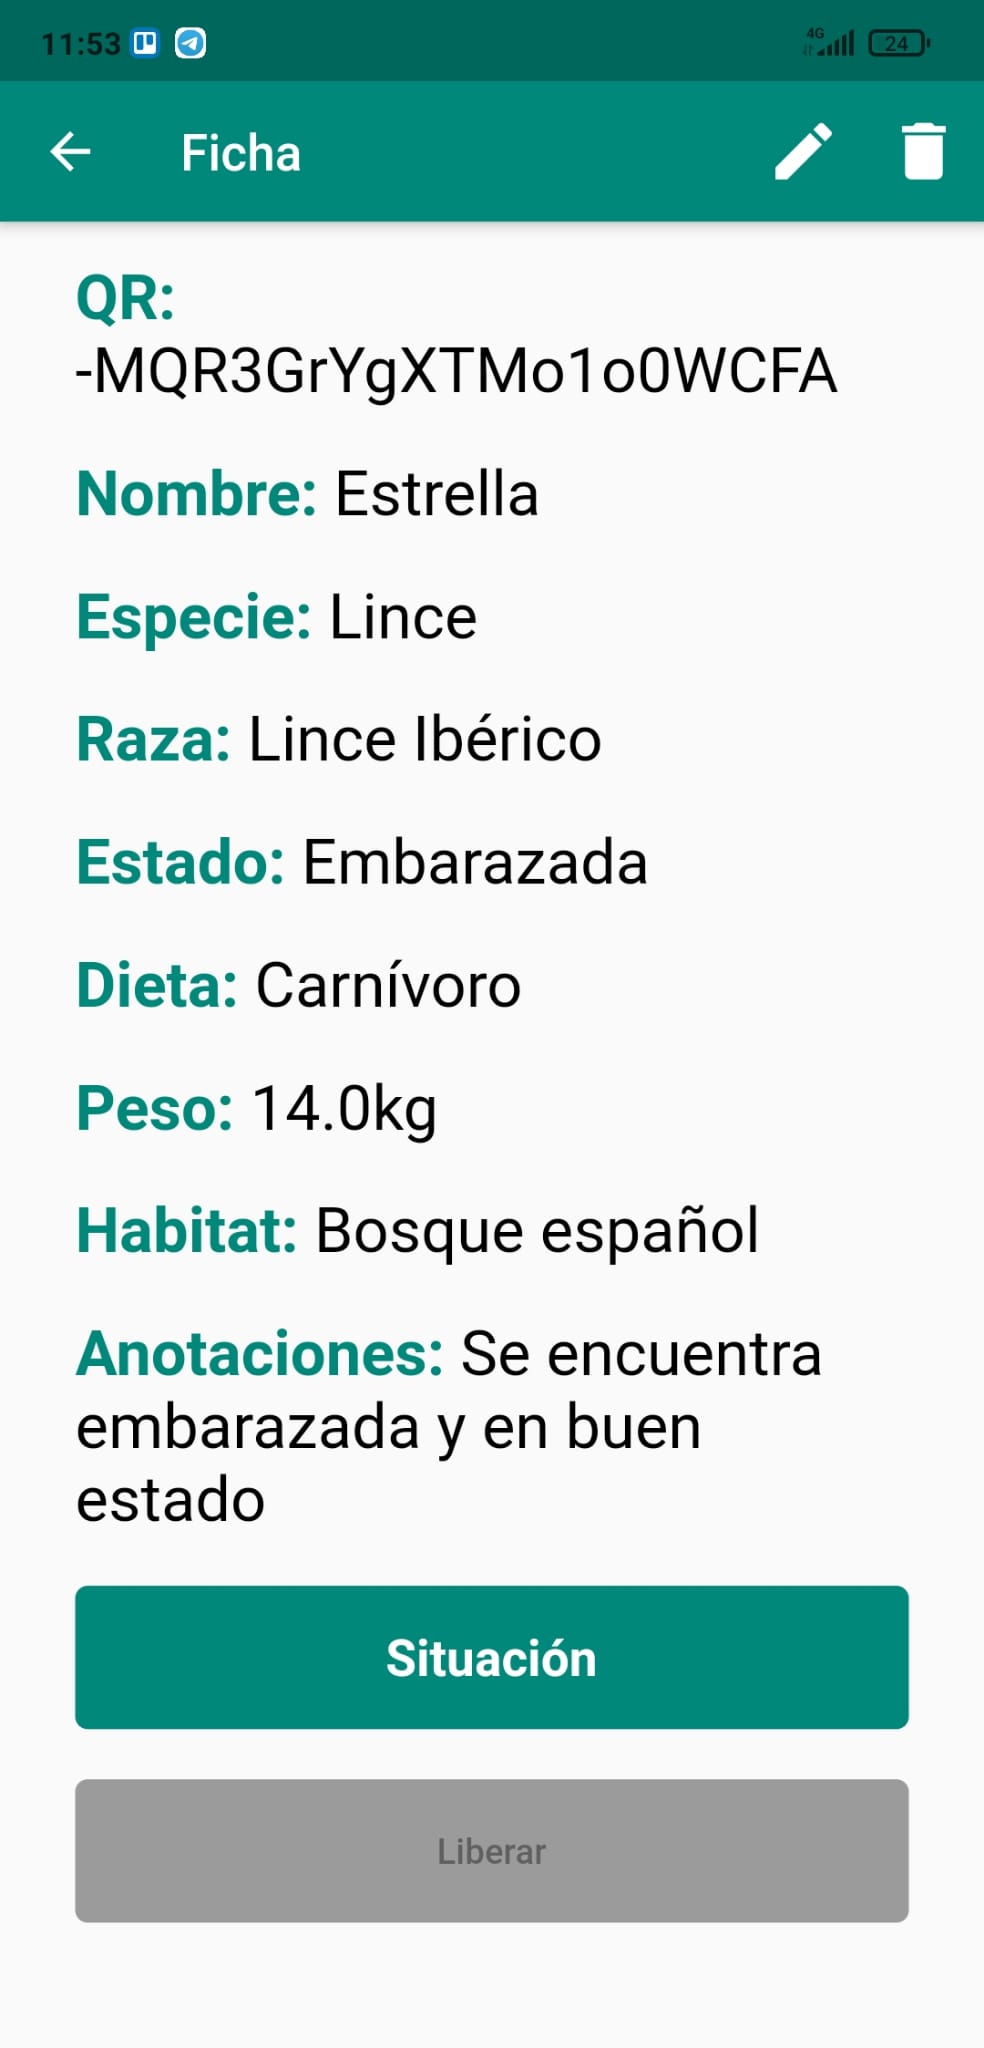 11:53
4G
24
Ficha
QR:
-MQR3GrYgXTMo1o0WCFA
Nombre: Estrella
Especie: Lince
Raza: Lince Ibérico
Estado: Embarazada
Dieta: Carnívoro
Peso: 14.0kg
Habitat: Bosque español
Anotaciones: Se encuentra
embarazada y en buen
estado
Situación
Liberar